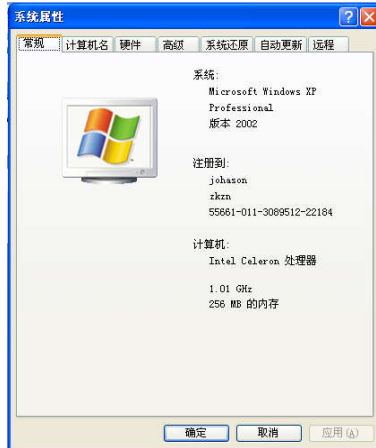 系统属性
常规 计算机名 硬件 高级 系统还原 自动更新 远程
系统:
Microsoft Windows XP
Professional
版本 2002
注册到:
johason
zkzn
55661-011-3089512-22184
计算机:
Intel Celeron 处理器
1.01 GHz
256 MB 的内存
确定 取消 应用(A)